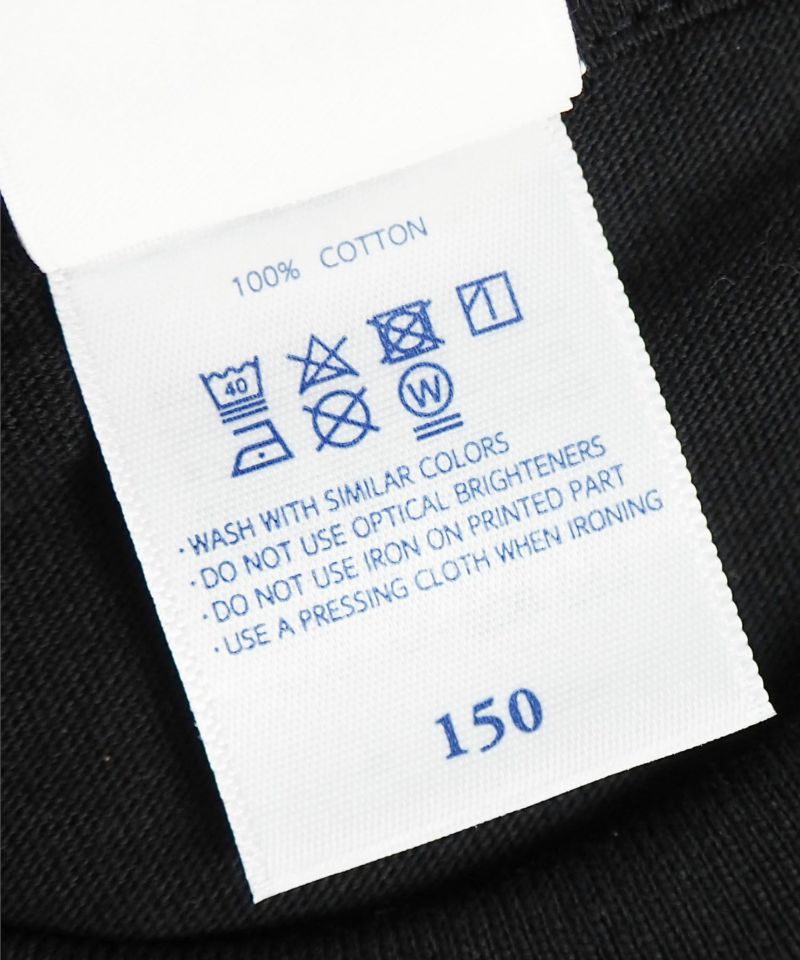 100% COTTON
40
W
·WASH WITH SIMILAR COLORS
·DO NOT USE OPTICAL BRIGHTENERS
·DO NOT USE IRON ON PRINTED PART
·USE A PRESSING CLOTH WHEN IRONING
150